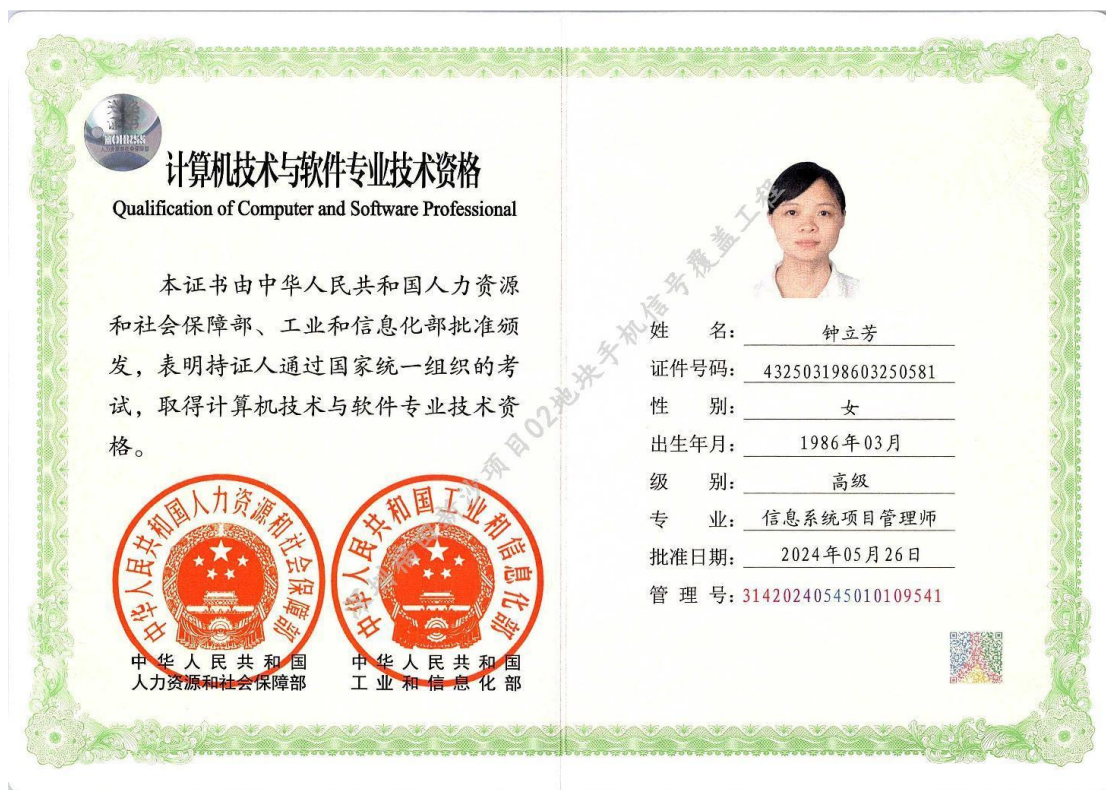 计算机技术与软件专业技术资格
Qualification of Computer and Software Professional
本证书由中华人民共和国人力资源
和社会保障部、工业和信息化部批准颁
发，表明持证人通过国家统一组织的考
试，取得计算机技术与软件专业技术资
格。
中华人民共和国人力资源和社会保障部
中华人民共和国工业和信息化部
中华人民共和国
人力资源和社会保障部
中华人民共和国
工业和信息化部
姓名：钟立芳
证件号码：432503198603250581
性别：女
出生年月：1986年03月
级别：高级
专业：信息系统项目管理师
批准日期：2024年05月26日
管理号：31420240545010109541
项目02地块手机信号覆盖工程